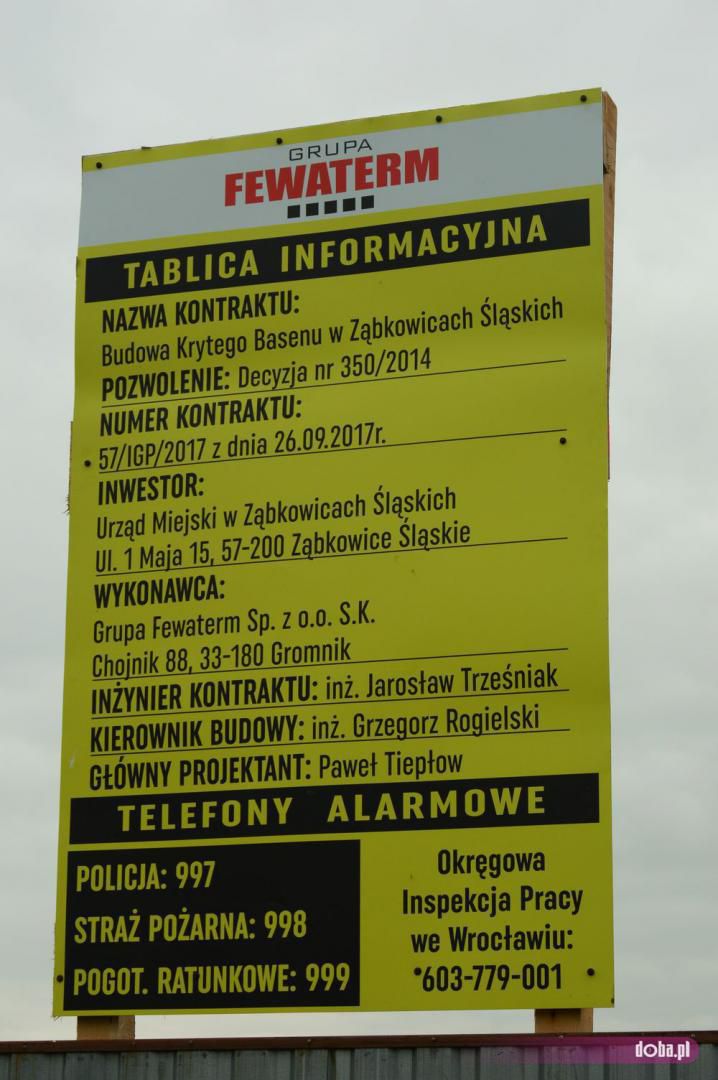 GRUPA
FEWATERM
TABLICA INFORMACYJNA
NAZWA KONTRAKTU:
Budowa Krytego Basenu w Ząbkowicach Śląskich
POZWOLENIE: Decyzja nr 350/2014
NUMER KONTRAKTU:
57/IGP/2017 z dnia 26.09.2017r.
INWESTOR:
Urząd Miejski w Ząbkowicach Śląskich
Ul. 1 Maja 15, 57-200 Ząbkowice Śląskie
WYKONAWCA:
Grupa Fewaterm Sp. z o.o. S.K.
Chojnik 88, 33-180 Gromnik
INŻYNIER KONTRAKTU: inż. Jarosław Trześniak
KIEROWNIK BUDOWY: inż. Grzegorz Rogielski
GŁÓWNY PROJEKTANT: Paweł Tiepłow
TELEFONY ALARMOWE
POLICJA: 997
STRAŻ POŻARNA: 998
POGOT. RATUNKOWE: 999
Okręgowa
Inspekcja Pracy
we Wrocławiu:
603-779-001
doba.pl